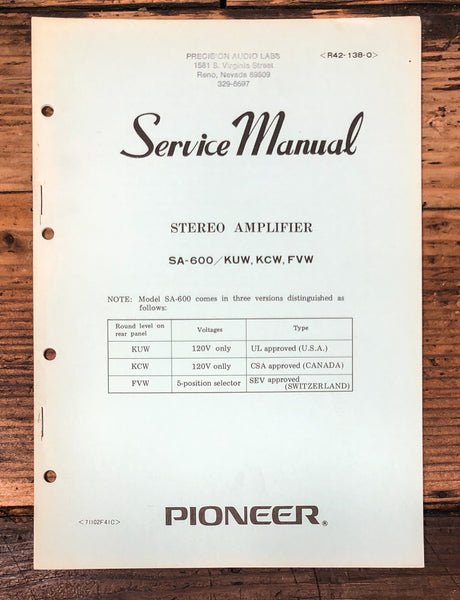 PRECISION AUDIO LABS
1581 S. Virginia Street
Reno, Nevada 89509
329-6697
<R42-138-0>
Service Manual
STEREO AMPLIFIER
SA-600/KUW, KCW, FVW
NOTE: Model SA-600 comes in three versions distinguished as
follows:
Round level on
rear panel
Voltages
Type
KUW
120V only
UL approved (U.S.A.)
KCW
120V onlly
CSA approved (CANADA)
FVW
5-position selector
SEV approved
(SWITZERLAND)
<71102F41C>
PIONEER®